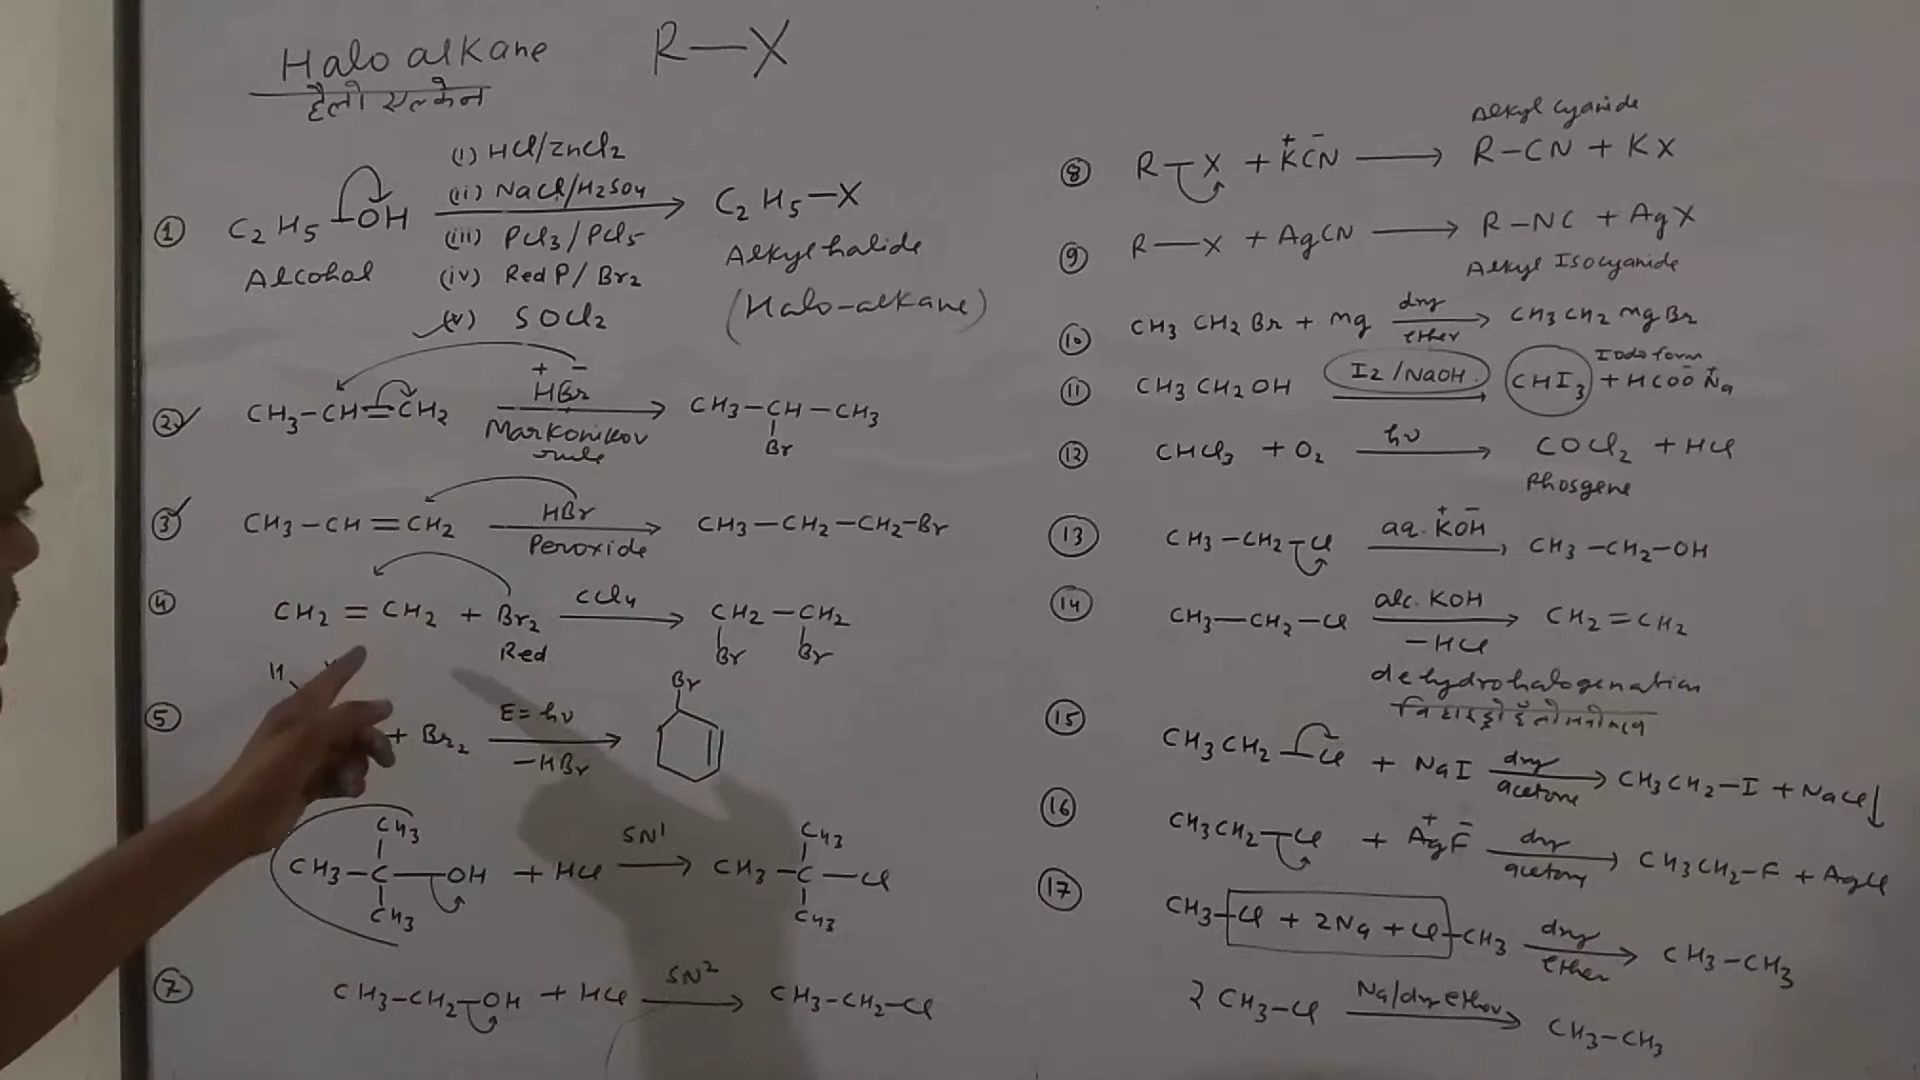 Halo alkane R—X
हैलो एल्केन
① C2H5—OH (i) HCl/ZnCl2
(ii) NaCl/H2SO4
(iii) PCl3/PCl5
(iv) Red P/Br2
(v) SOCl2
C2H5—X
Alcohol
Alkyl halide
(Halo-alkane)
② CH3—CH=CH2 + − HBr CH3—CH—CH3
Markonikov
rule
Br
③ CH3—CH=CH2 HBr CH3—CH2—CH2—Br
Peroxide
④ CH2=CH2 + Br2 CCl4 CH2—CH2
Red Br Br
⑤ H + Br2 E=hν Br
−HBr
CH3 CH3
CH3—C—OH + HCl SN1 CH3—C—Cl
CH3 CH3
⑦ CH3—CH2—OH + HCl SN2 CH3—CH2—Cl
Alkyl Cyanide
⑧ R—X + K+CN− ⟶ R—CN + KX
⑨ R—X + AgCN ⟶ R—NC + AgX
Alkyl Isocyanide
⑩ CH3CH2Br + mg dry ether CH3CH2mgBr
Iodoform
⑪ CH3CH2OH I2/NaOH CHI3 + HCOO− N+a
⑫ CHCl3 + O2 hν COCl2 + HCl
Phosgene
⑬ CH3—CH2—Cl aq. K+OH− CH3—CH2—OH
⑭ CH3—CH2—Cl alc. KOH CH2=CH2
−HCl
dehydrohalogenation
⑮ CH3CH2—Cl + NaI dry acetone CH3CH2—I + NaCl↓
⑯ CH3CH2—Cl + Ag+F− dry CH3CH2—F + AgCl
⑰ CH3—Cl + 2Na + Cl—CH3 dry ether CH3—CH3
2 CH3—Cl Na/dry ether CH3—CH3